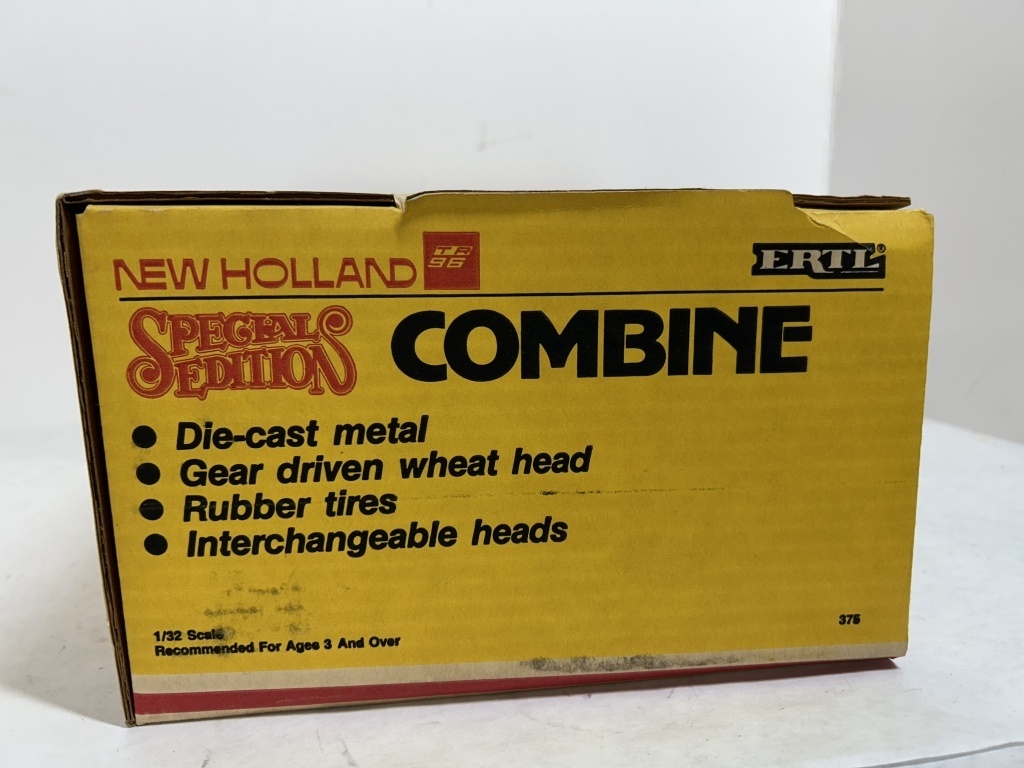 NEW HOLLAND TR 96
ERTL®
SPECIAL EDITION
COMBINE
● Die-cast metal
● Gear driven wheat head
● Rubber tires
● Interchangeable heads
1/32 Scale
Recommended For Ages 3 And Over
375